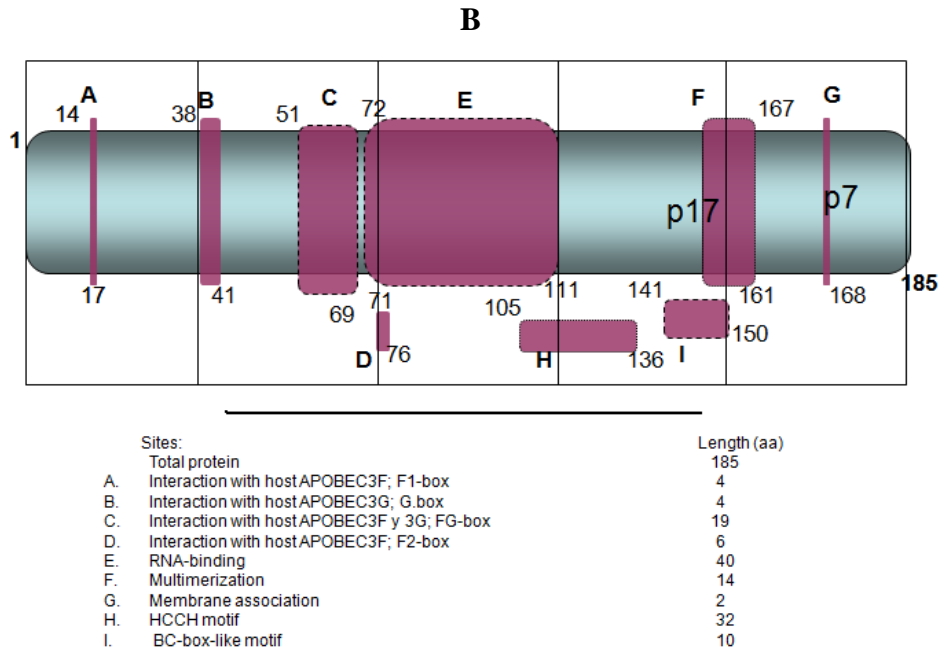 B
A B C E F G
14 38 51 72 167
1
p17 p7
17 41 69 71 105 111 141 161 168 185
D 76 H 136 I 150
Sites: Length (aa)
Total protein 185
A. Interaction with host APOBEC3F; F1-box 4
B. Interaction with host APOBEC3G; G.box 4
C. Interaction with host APOBEC3F y 3G; FG-box 19
D. Interaction with host APOBEC3F; F2-box 6
E. RNA-binding 40
F. Multimerization 14
G. Membrane association 2
H. HCCH motif 32
I. BC-box-like motif 10